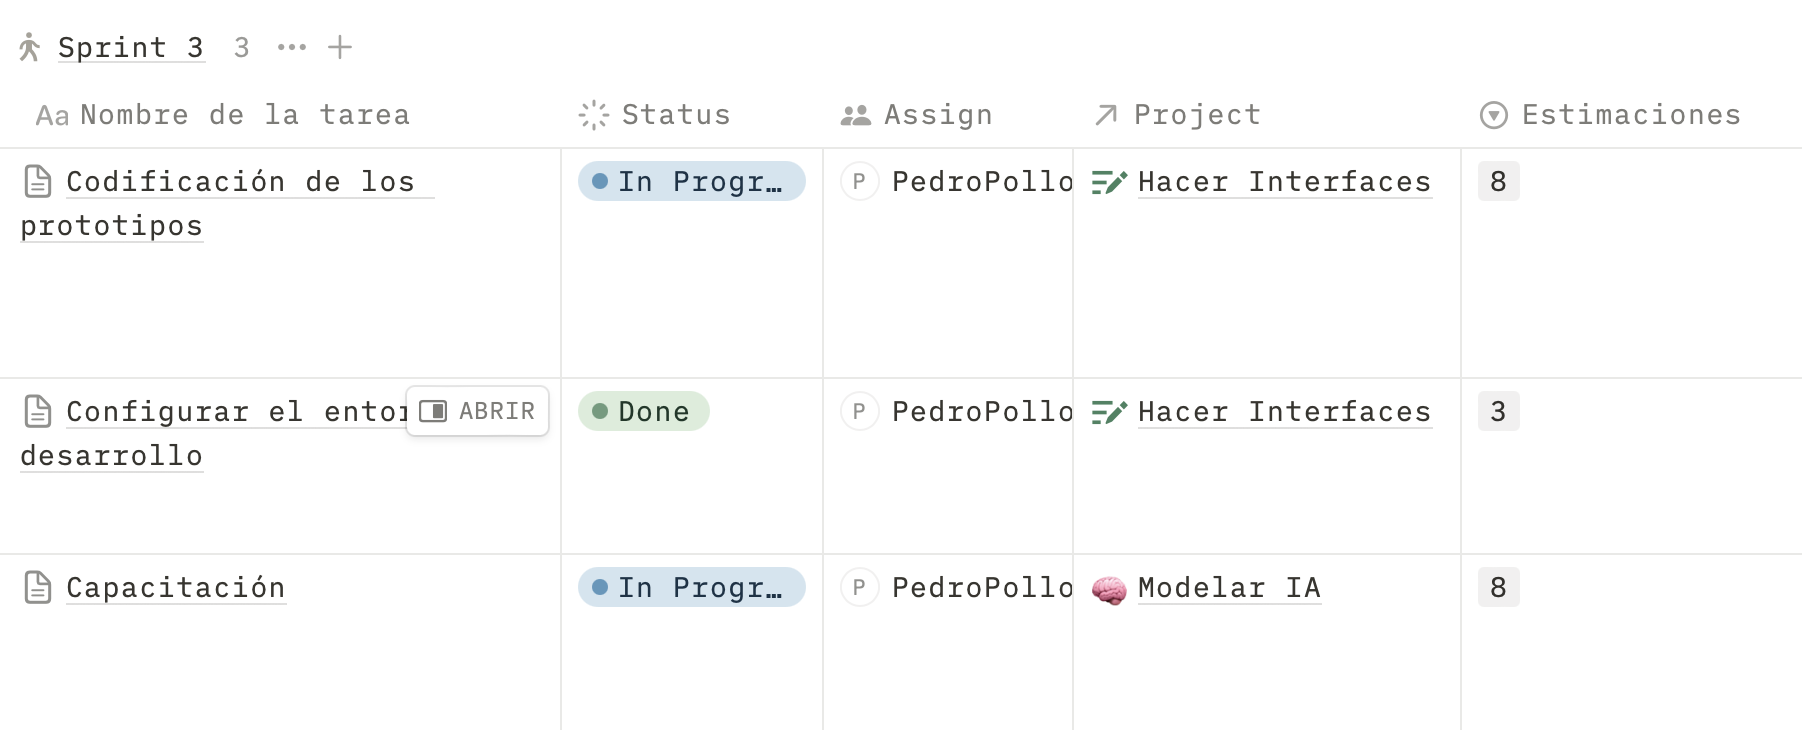 Sprint 3 3
Aa Nombre de la tarea Status Assign Project Estimaciones
Codificación de los In Progr… P PedroPollo Hacer Interfaces 8
prototipos
Configurar el ABRIR Done P PedroPollo Hacer Interfaces 3
desarrollo
Capacitación In Progr… P PedroPollo Modelar IA 8